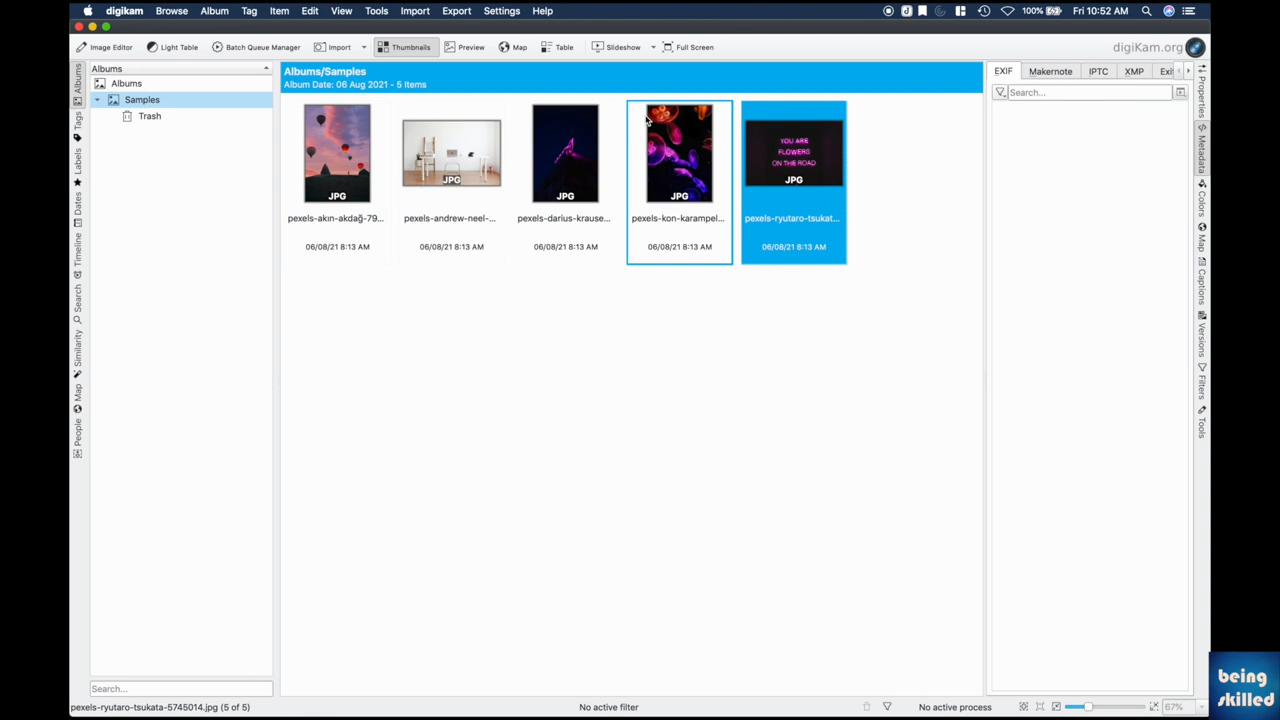 digikam Browse Album Tag Item Edit View Tools Import Export Settings Help
100% Fri 10:52 AM
Image Editor Light Table Batch Queue Manager Import Thumbnails Preview Map Table Slideshow Full Screen
digiKam.org
Albums
Albums
Samples
Trash
Search...
Albums
Tags
Labels
Dates
Timeline
Search
Similarity
Map
People
Albums/Samples
Album Date: 06 Aug 2021 - 5 Items
JPG
JPG
JPG
JPG
YOU ARE
FLOWERS
ON THE ROAD
JPG
pexels-akın-akdağ-79... pexels-andrew-neel-... pexels-darius-krause... pexels-kon-karampel... pexels-ryutaro-tsukat...
06/08/21 8:13 AM 06/08/21 8:13 AM 06/08/21 8:13 AM 06/08/21 8:13 AM 06/08/21 8:13 AM
EXIF Makernote IPTC XMP Exi
Search...
Properties
Metadata
Colors
Map
Captions
Versions
Filters
Tools
pexels-ryutaro-tsukata-5745014.jpg (5 of 5) No active filter No active process 67%
being
skilled